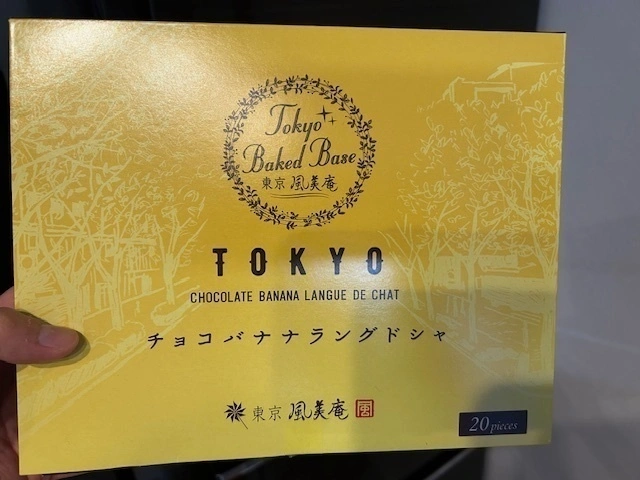 Tokyo
Baked Base
東京 風美庵
TOKYO
CHOCOLATE BANANA LANGUE DE CHAT
チョコバナナラングドシャ
東京 風美庵 風
20 pieces